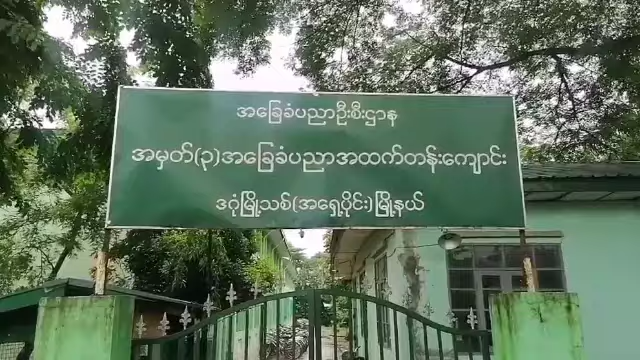 အခြေခံပညာဦးစီးဌာန
အမှတ်(၃)အခြေခံပညာအထက်တန်းကျောင်း
ဒဂုံမြို့သစ်(အရှေ့ပိုင်း)မြို့နယ်